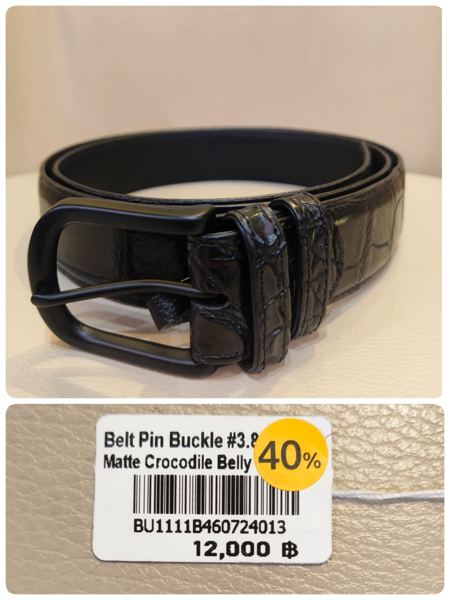 Belt Pin Buckle #3.8
40%
Matte Crocodile Belly
BU1111B460724013
12,000 ฿